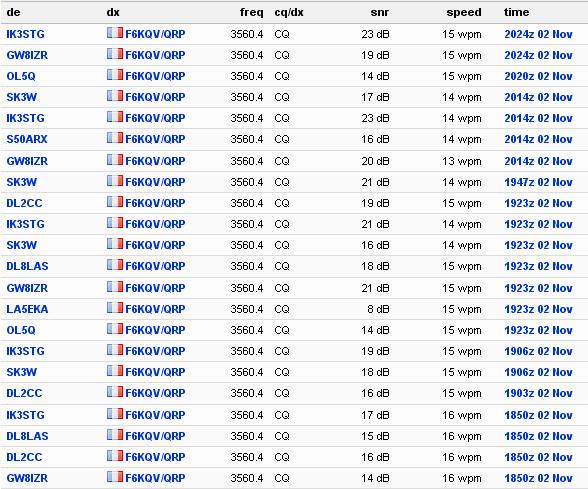 de dx freq cq/dx snr speed time
IK3STG F6KQV/QRP 3560.4 CQ 23 dB 15 wpm 2024z 02 Nov
GW8IZR F6KQV/QRP 3560.4 CQ 19 dB 15 wpm 2024z 02 Nov
OL5Q F6KQV/QRP 3560.4 CQ 14 dB 15 wpm 2020z 02 Nov
SK3W F6KQV/QRP 3560.4 CQ 17 dB 14 wpm 2014z 02 Nov
IK3STG F6KQV/QRP 3560.4 CQ 23 dB 14 wpm 2014z 02 Nov
S50ARX F6KQV/QRP 3560.4 CQ 16 dB 14 wpm 2014z 02 Nov
GW8IZR F6KQV/QRP 3560.4 CQ 20 dB 13 wpm 2014z 02 Nov
SK3W F6KQV/QRP 3560.4 CQ 21 dB 14 wpm 1947z 02 Nov
DL2CC F6KQV/QRP 3560.4 CQ 19 dB 15 wpm 1923z 02 Nov
IK3STG F6KQV/QRP 3560.4 CQ 21 dB 14 wpm 1923z 02 Nov
SK3W F6KQV/QRP 3560.4 CQ 16 dB 14 wpm 1923z 02 Nov
DL8LAS F6KQV/QRP 3560.4 CQ 18 dB 15 wpm 1923z 02 Nov
GW8IZR F6KQV/QRP 3560.4 CQ 21 dB 15 wpm 1923z 02 Nov
LA5EKA F6KQV/QRP 3560.4 CQ 8 dB 15 wpm 1923z 02 Nov
OL5Q F6KQV/QRP 3560.4 CQ 14 dB 15 wpm 1923z 02 Nov
IK3STG F6KQV/QRP 3560.4 CQ 19 dB 15 wpm 1906z 02 Nov
SK3W F6KQV/QRP 3560.4 CQ 18 dB 15 wpm 1906z 02 Nov
DL2CC F6KQV/QRP 3560.4 CQ 16 dB 15 wpm 1903z 02 Nov
IK3STG F6KQV/QRP 3560.4 CQ 17 dB 16 wpm 1850z 02 Nov
DL8LAS F6KQV/QRP 3560.4 CQ 15 dB 16 wpm 1850z 02 Nov
DL2CC F6KQV/QRP 3560.4 CQ 16 dB 16 wpm 1850z 02 Nov
GW8IZR F6KQV/QRP 3560.4 CQ 14 dB 16 wpm 1850z 02 Nov